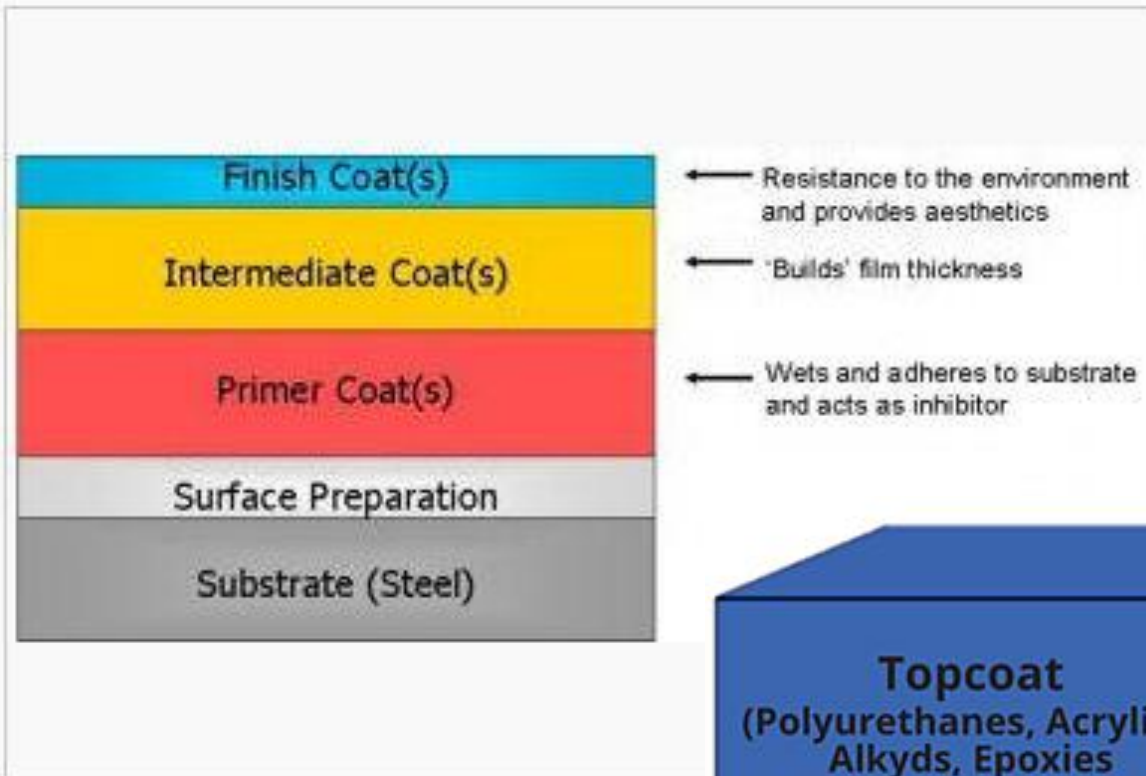 Finish Coat(s)
Resistance to the environment
and provides aesthetics
Intermediate Coat(s)
'Builds' film thickness
Primer Coat(s)
Wets and adheres to substrate
and acts as inhibitor
Surface Preparation
Substrate (Steel)
Topcoat
(Polyurethanes, Acryli
Alkyds, Epoxies